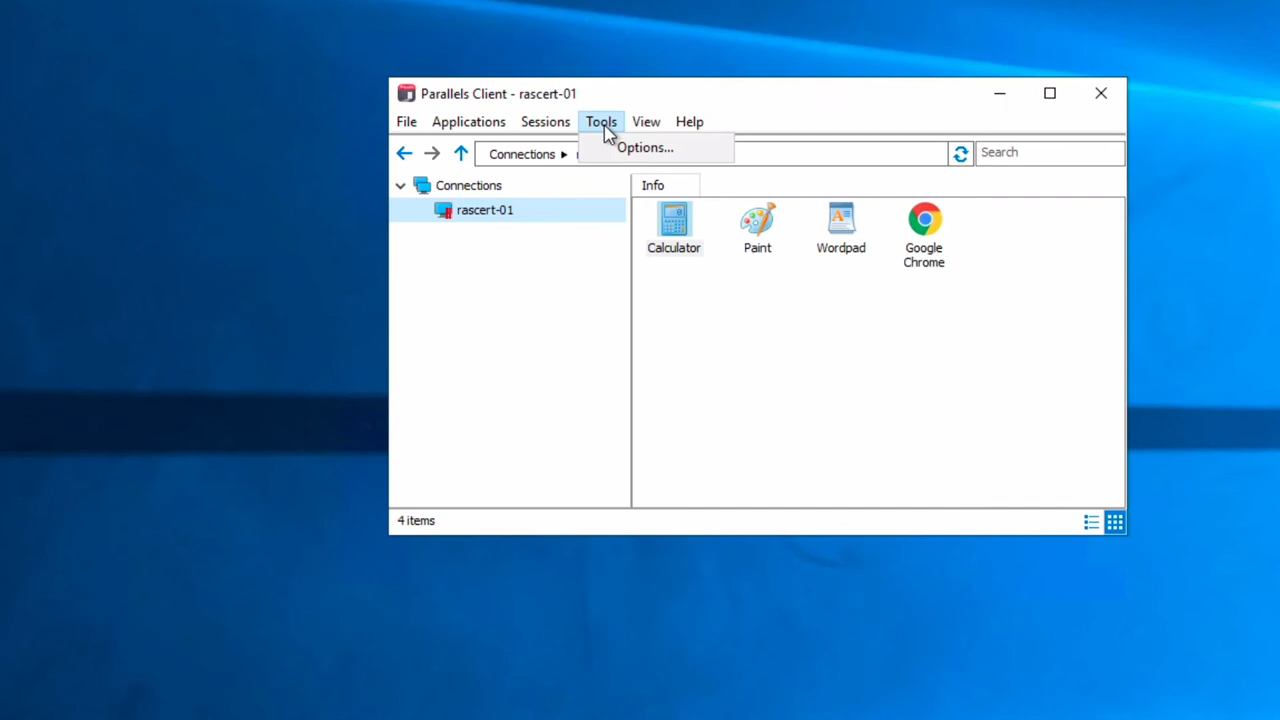 Parallels Client - rascert-01
File Applications Sessions Tools View Help
Options...
Connections
Search
Connections
rascert-01
Info
Calculator
Paint
Wordpad
Google
Chrome
4 items